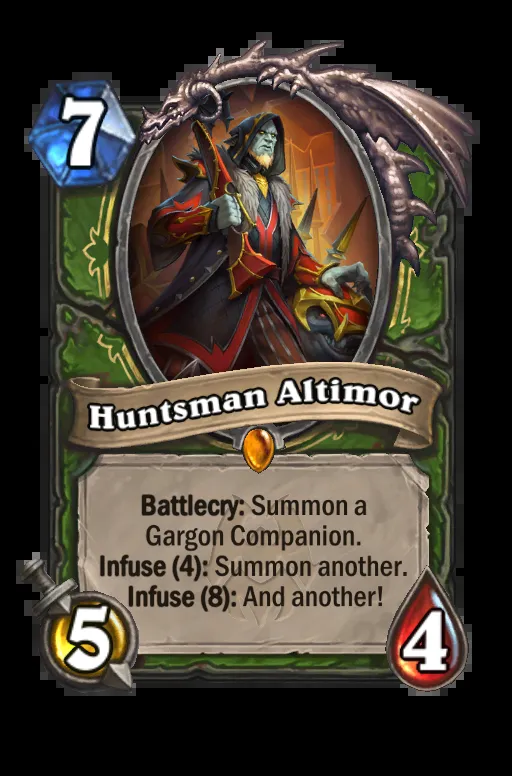 7
Huntsman Altimor
Battlecry: Summon a
Gargon Companion.
Infuse (4): Summon another.
Infuse (8): And another!
5
4